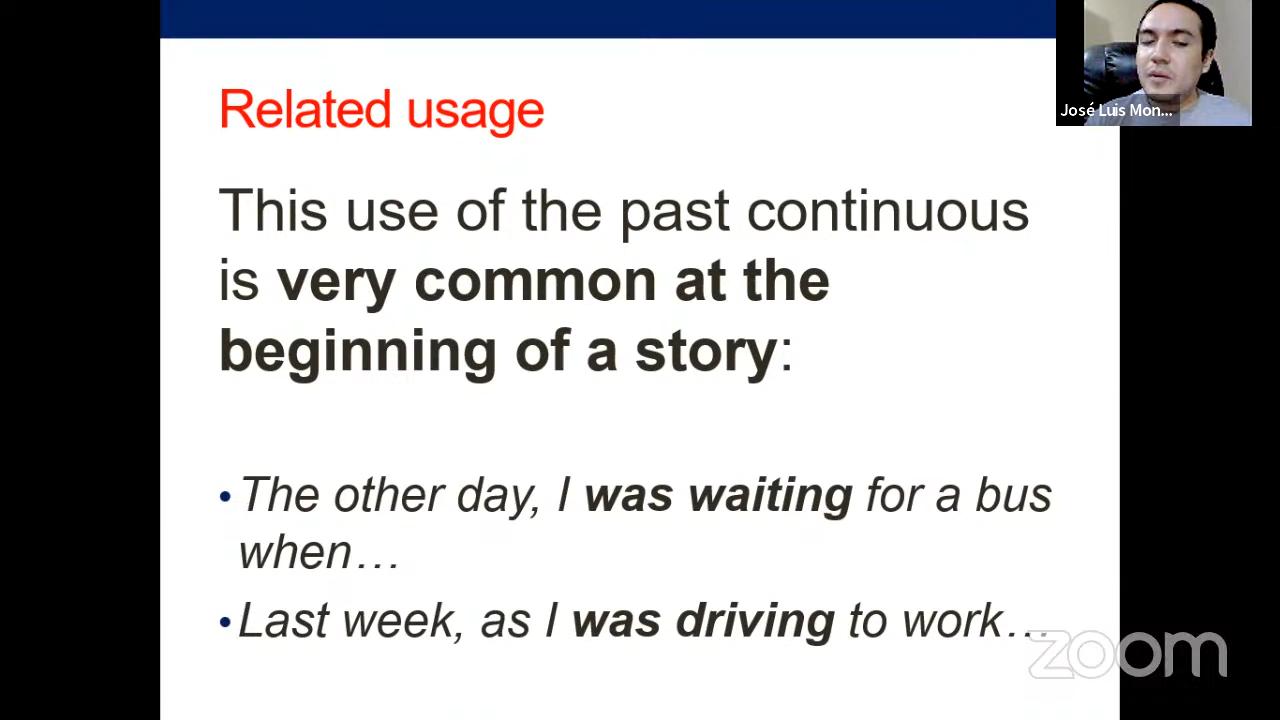 Related usage
This use of the past continuous
is very common at the
beginning of a story:
• The other day, I was waiting for a bus
when…
• Last week, as I was driving to work…
José Luis Mon...
zoom